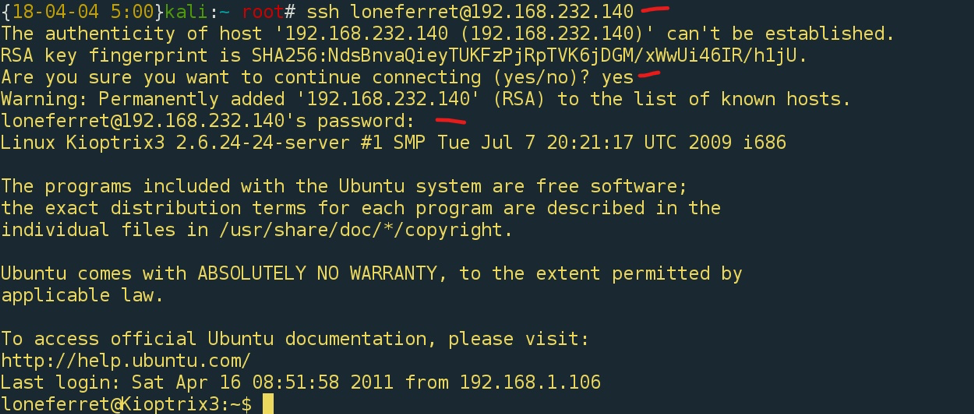 {18-04-04 5:00}kali:~ root# ssh loneferret@192.168.232.140
The authenticity of host '192.168.232.140 (192.168.232.140)' can't be established.
RSA key fingerprint is SHA256:NdsBnvaQieyTUKFzPjRpTVK6jDGM/xWwUi46IR/h1jU.
Are you sure you want to continue connecting (yes/no)? yes
Warning: Permanently added '192.168.232.140' (RSA) to the list of known hosts.
loneferret@192.168.232.140's password:
Linux Kioptrix3 2.6.24-24-server #1 SMP Tue Jul 7 20:21:17 UTC 2009 i686
The programs included with the Ubuntu system are free software;
the exact distribution terms for each program are described in the
individual files in /usr/share/doc/*/copyright.
Ubuntu comes with ABSOLUTELY NO WARRANTY, to the extent permitted by
applicable law.
To access official Ubuntu documentation, please visit:
http://help.ubuntu.com/
Last login: Sat Apr 16 08:51:58 2011 from 192.168.1.106
loneferret@Kioptrix3:~$